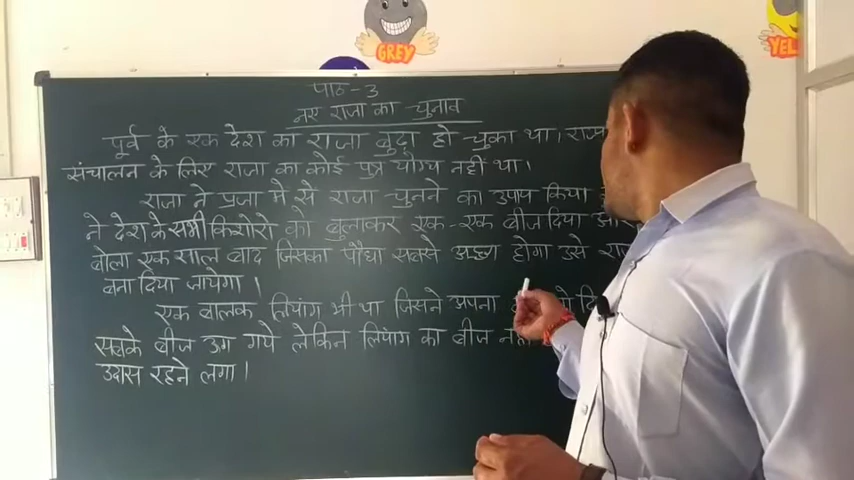 GREY
YEL
पाठ-3
नए राजा का चुनाव
पूर्व के एक देश का राजा बुढ़ा हो चुका था, राज्य
संचालन के लिए राजा का कोई पुत्र योग्य नहीं था।
राजा ने प्रजा मे से राजा चुनने का उपाय किया
ने देश के सभी किशोरो को बुलाकर एक-एक बीज दिया और
बोला एक साल बाद जिसका पौधा सबसे अच्छा होगा उसे
बना दिया जायेगा।
एक बालक लियांग भी था जिसने अपना
सबके बीज उग गये लेकिन लियांग का बीज
उदास रहने लगा।